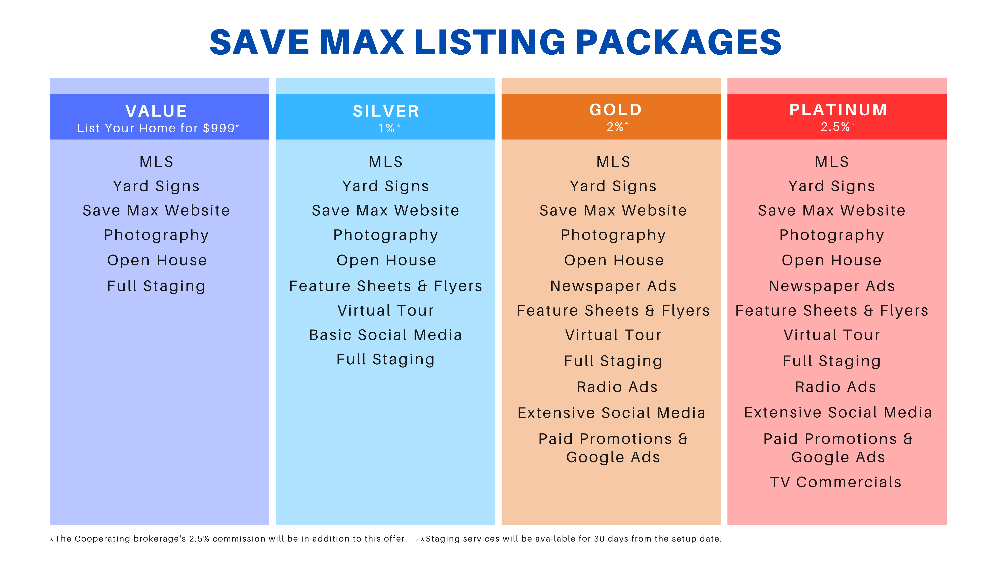 SAVE MAX LISTING PACKAGES
VALUE
List Your Home for $999*
MLS
Yard Signs
Save Max Website
Photography
Open House
Full Staging
SILVER
1%*
MLS
Yard Signs
Save Max Website
Photography
Open House
Feature Sheets & Flyers
Virtual Tour
Basic Social Media
Full Staging
GOLD
2%*
MLS
Yard Signs
Save Max Website
Photography
Open House
Newspaper Ads
Feature Sheets & Flyers
Virtual Tour
Full Staging
Radio Ads
Extensive Social Media
Paid Promotions &
Google Ads
PLATINUM
2.5%*
MLS
Yard Signs
Save Max Website
Photography
Open House
Newspaper Ads
Feature Sheets & Flyers
Virtual Tour
Full Staging
Radio Ads
Extensive Social Media
Paid Promotions &
Google Ads
TV Commercials
*The Cooperating brokerage's 2.5% commission will be in addition to this offer. **Staging services will be available for 30 days from the setup date.